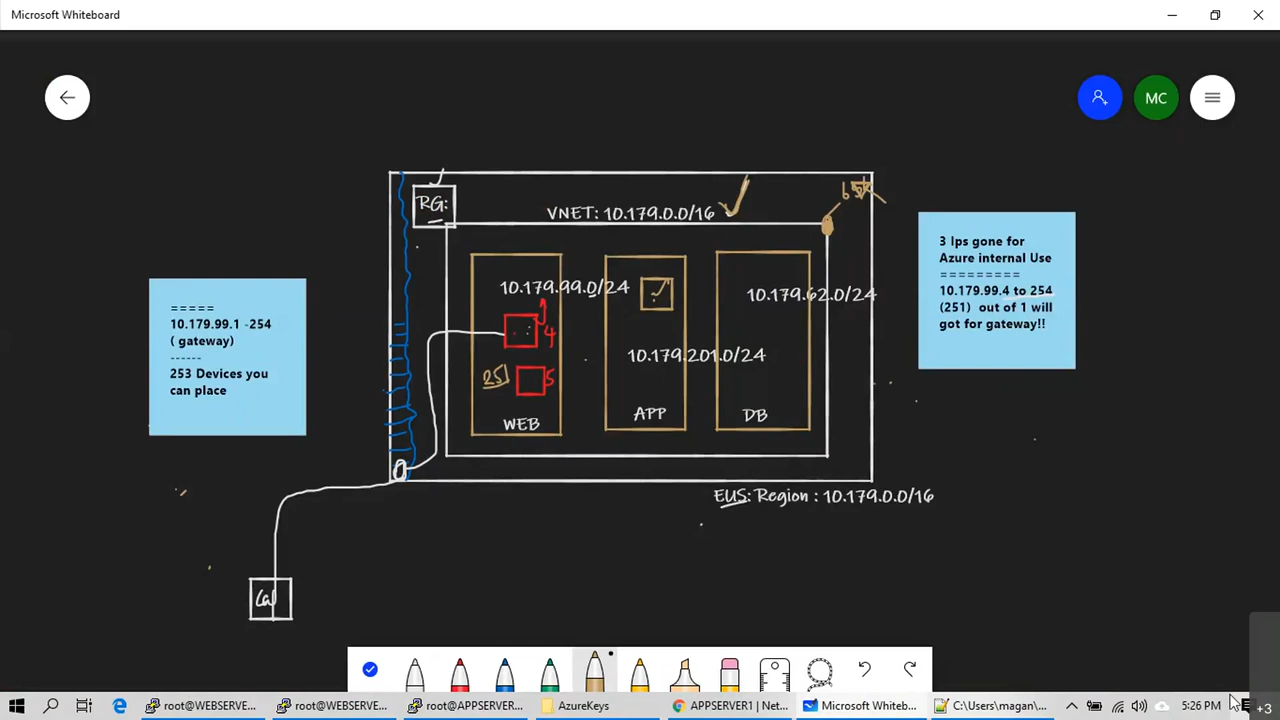 Microsoft Whiteboard
MC
RG:
VNET: 10.179.0.0/16
=====
10.179.99.1 -254
( gateway)
------
253 Devices you
can place
10.179.99.0/24
4
251
5
WEB
10.179.201.0/24
APP
10.179.62.0/24
DB
3 Ips gone for
Azure internal Use
=========
10.179.99.4 to 254
(251) out of 1 will
got for gateway!!
EUS: Region : 10.179.0.0/16
root@WEBSERVE...
root@WEBSERVE...
root@APPSERVER...
AzureKeys
APPSERVER1 | Net...
Microsoft Whiteb...
C:\Users\magan\...
5:26 PM
+3